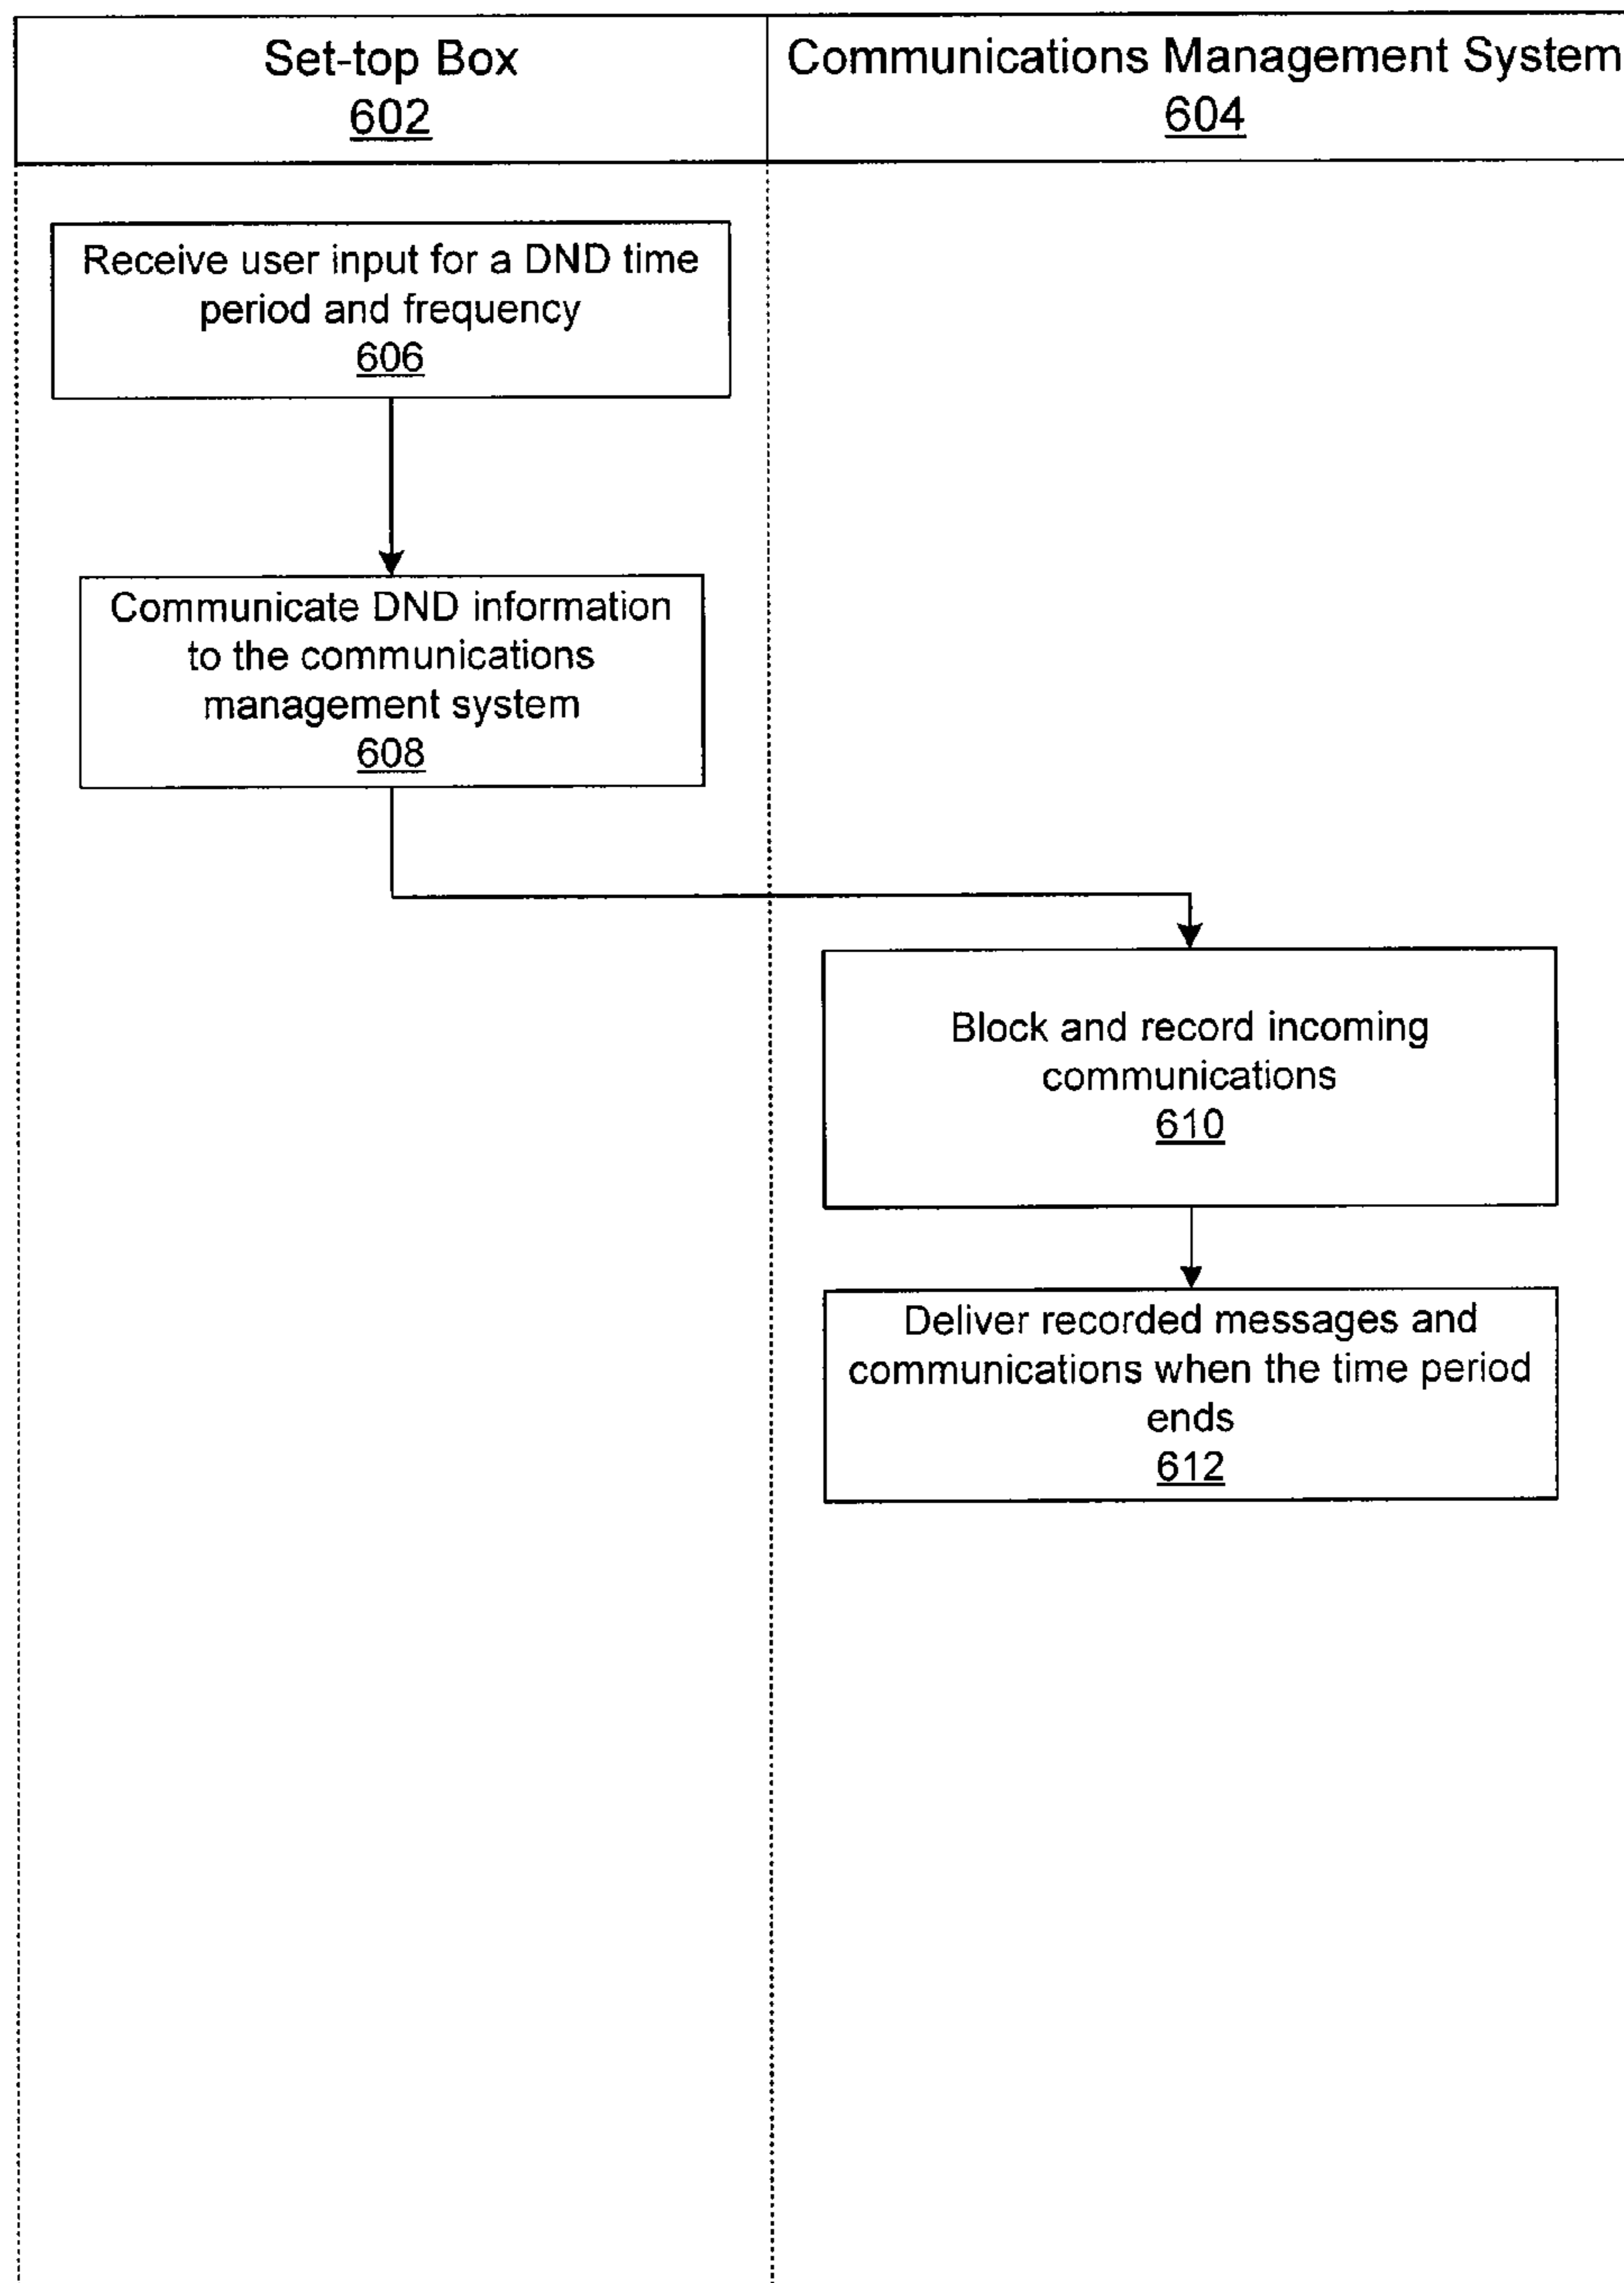 Set-top Box
602
Communications Management System
604
Receive user input for a DND time
period and frequency
606
Communicate DND information
to the communications
management system
608
Block and record incoming
communications
610
Deliver recorded messages and
communications when the time period
ends
612